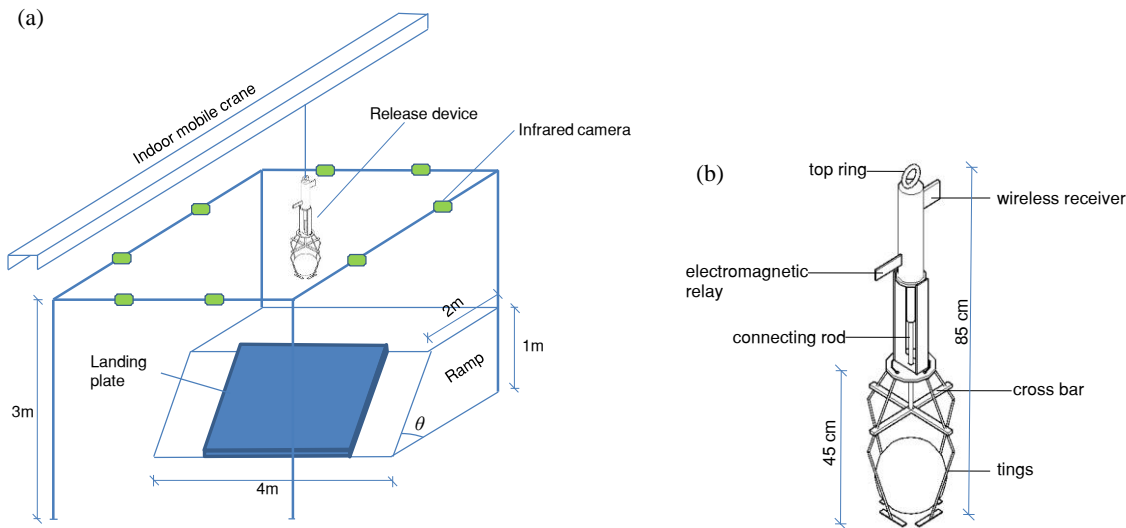 (a)
Indoor mobile crane
Release device
Infrared camera
2m
1m
Landing
plate
Ramp
3m
θ
4m
(b)
top ring
wireless receiver
electromagnetic
relay
85 cm
connecting rod
cross bar
45 cm
tings